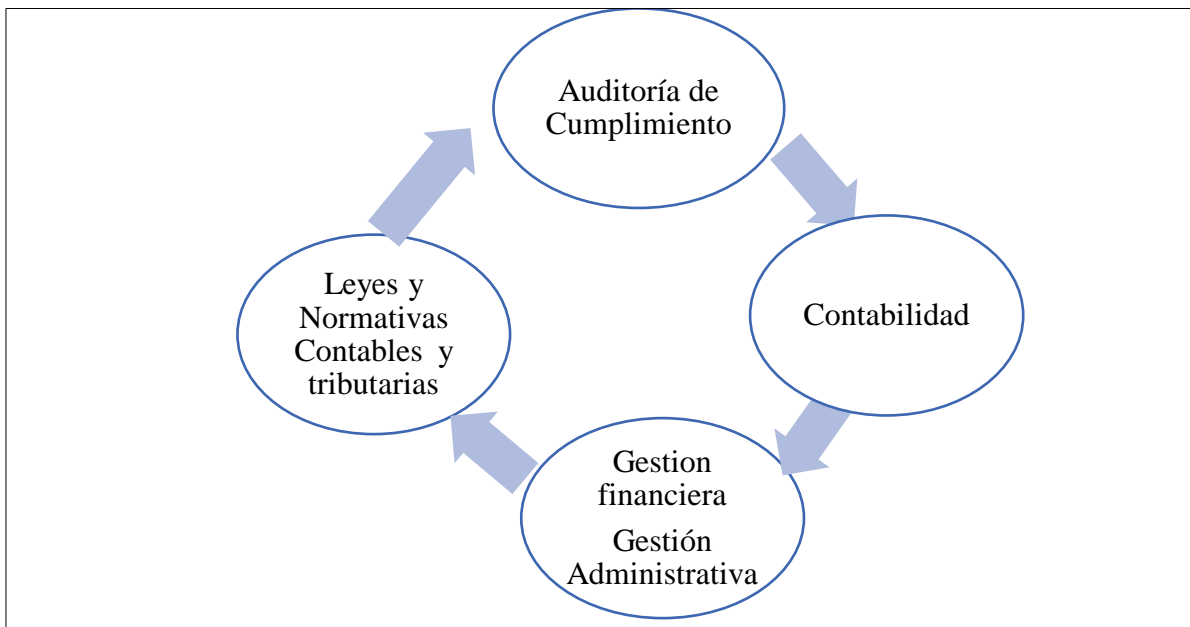 Auditoría de
Cumplimiento
Contabilidad
Gestion
financiera
Gestión
Administrativa
Leyes y
Normativas
Contables y
tributarias